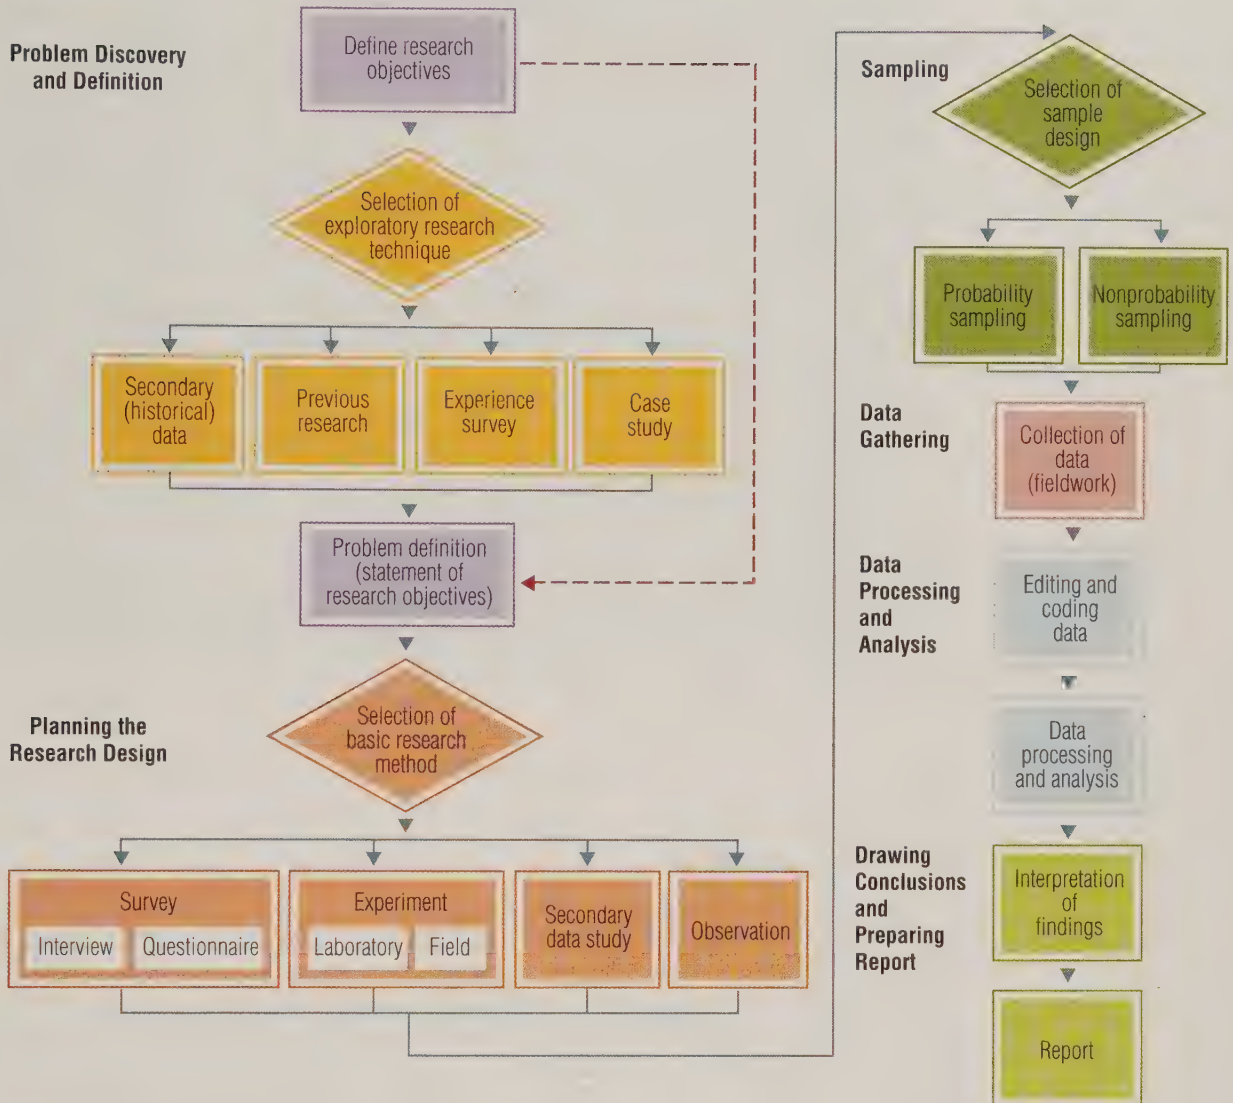 Problem Discovery
and Definition
Define research
objectives
Selection of
exploratory research
technique
Secondary
(historical)
data
Previous
research
Experience
survey
Case
study
Problem definition
(statement of
research objectives)
Planning the
Research Design
Selection of
basic research
method
Survey
Interview
Questionnaire
Experiment
Laboratory
Field
Secondary
data study
Observation
Sampling
Selection of
sample
design
Probability
sampling
Nonprobability
sampling
Data
Gathering
Collection of
data
(fieldwork)
Data
Processing
and
Analysis
Editing and
coding
data
Data
processing
and analysis
Drawing
Conclusions
and
Preparing
Report
Interpretation
of
findings
Report